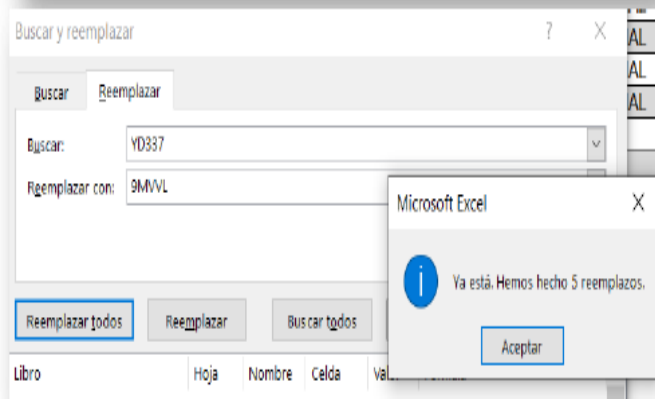 Buscar y reemplazar ? X
AL
AL
AL
Buscar Reemplazar
Buscar: YD337
Reemplazar con: 9MVVL
Microsoft Excel X
Ya está. Hemos hecho 5 reemplazos.
Aceptar
Reemplazar todos Reemplazar Buscar todos
Libro Hoja Nombre Celda